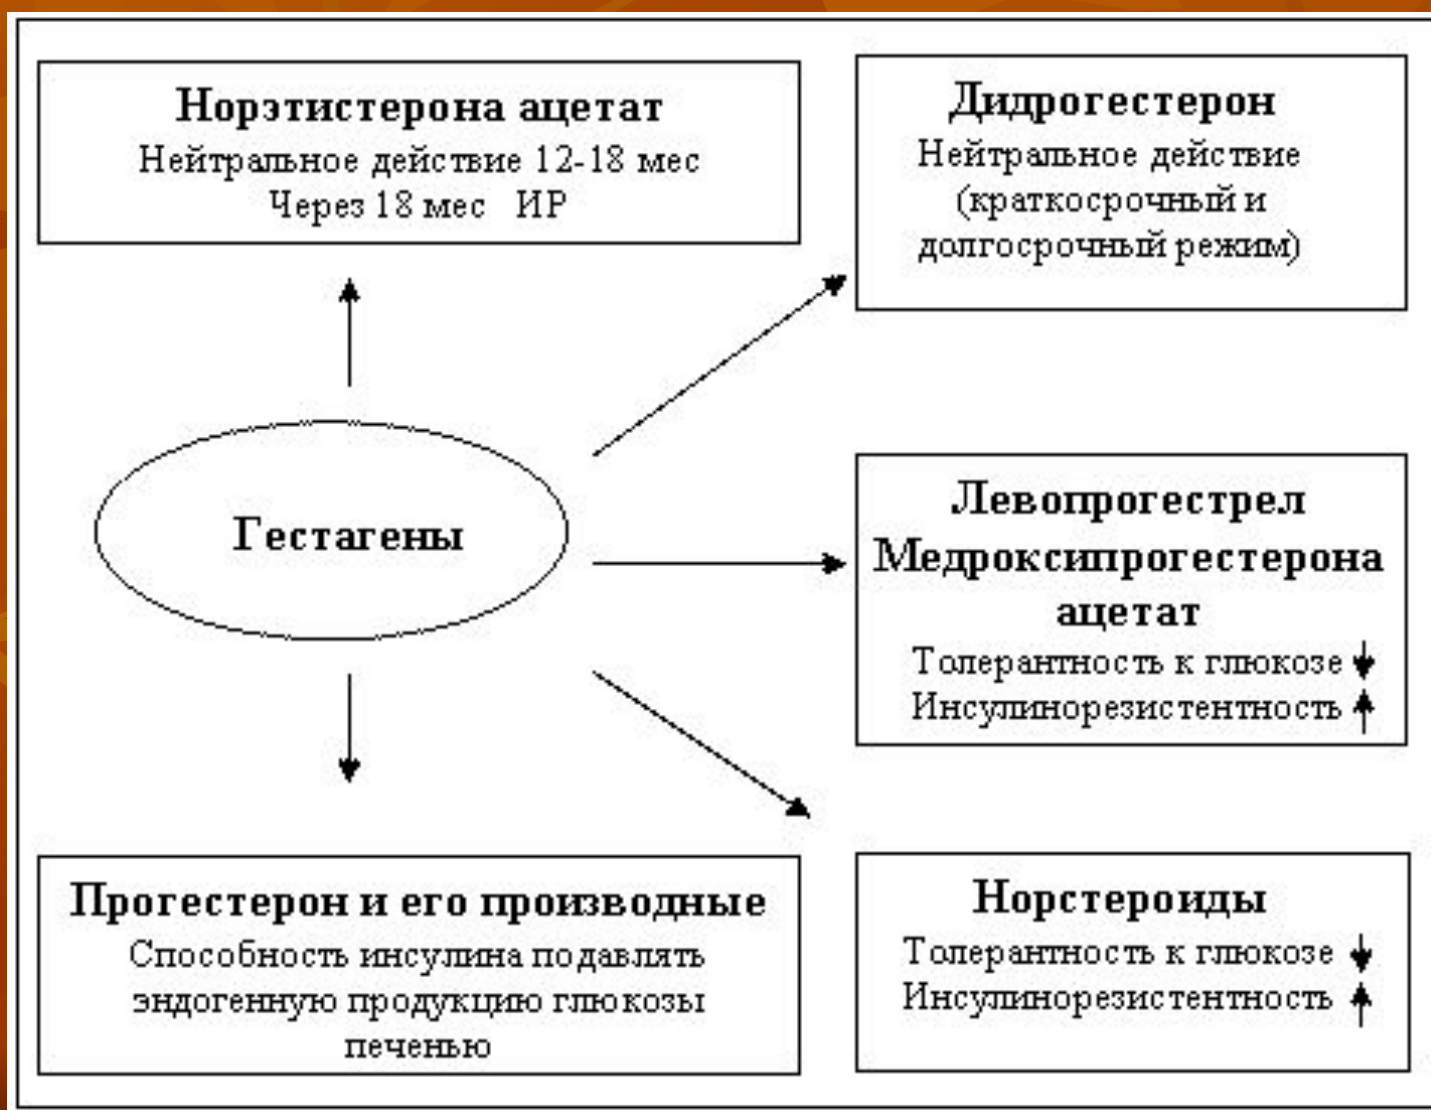 Норэтистерона ацетат
Нейтральное действие 12-18 мес
Через 18 мес ИР
Дидрогестерон
Нейтральное действие
(краткосрочный и
долгосрочный режим)
Гестагены
Левопрогестрел
Медроксипрогестерона
ацетат
Толерантность к глюкозе ↓
Инсулинорезистентность ↑
Прогестерон и его производные
Способность инсулина подавлять
эндогенную продукцию глюкозы
печенью
Норстероиды
Толерантность к глюкозе ↓
Инсулинорезистентность ↑